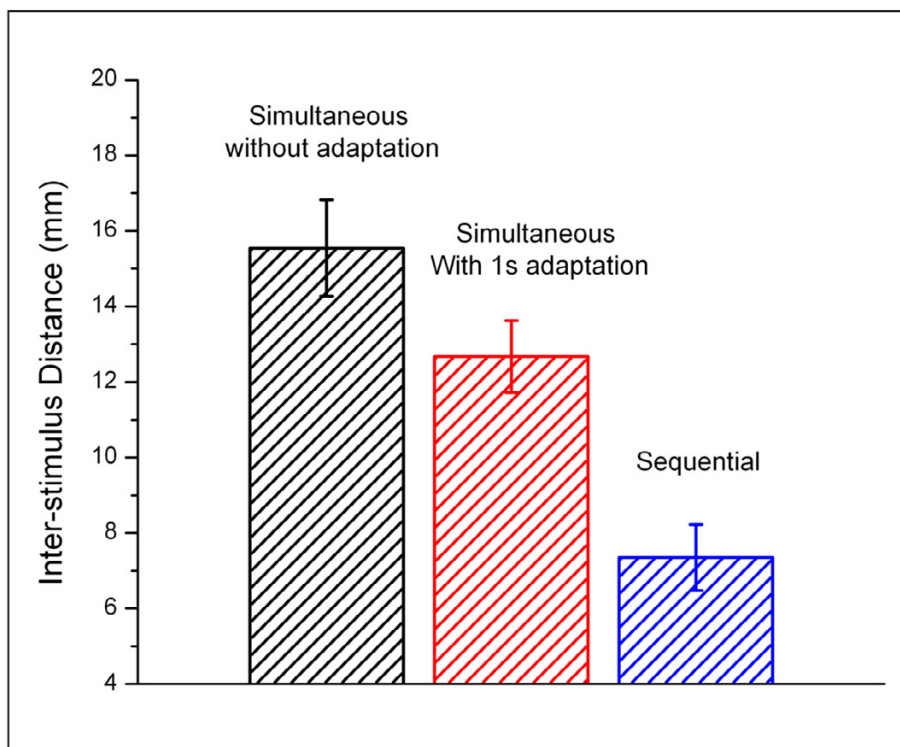 20
18
16
14
12
10
8
6
4
Inter-stimulus Distance (mm)
Simultaneous
without adaptation
Simultaneous
With 1s adaptation
Sequential